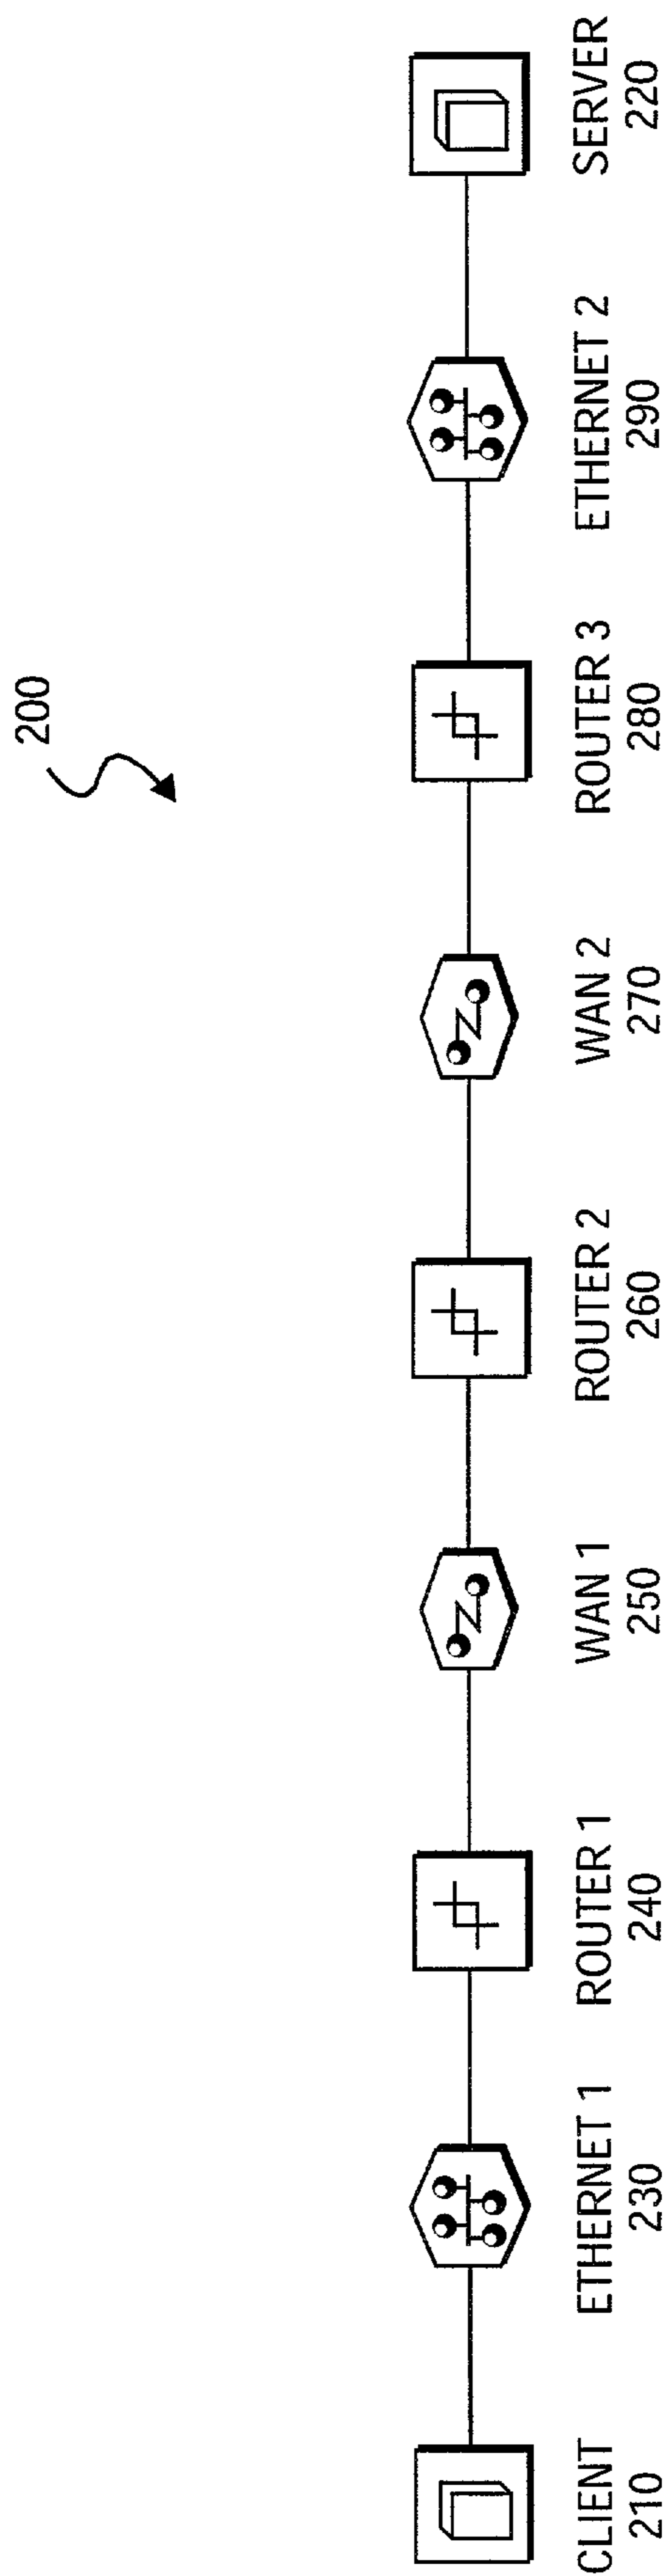 200
CLIENT
210
ETHERNET 1
230
ROUTER 1
240
WAN 1
250
ROUTER 2
260
WAN 2
270
ROUTER 3
280
ETHERNET 2
290
SERVER
220